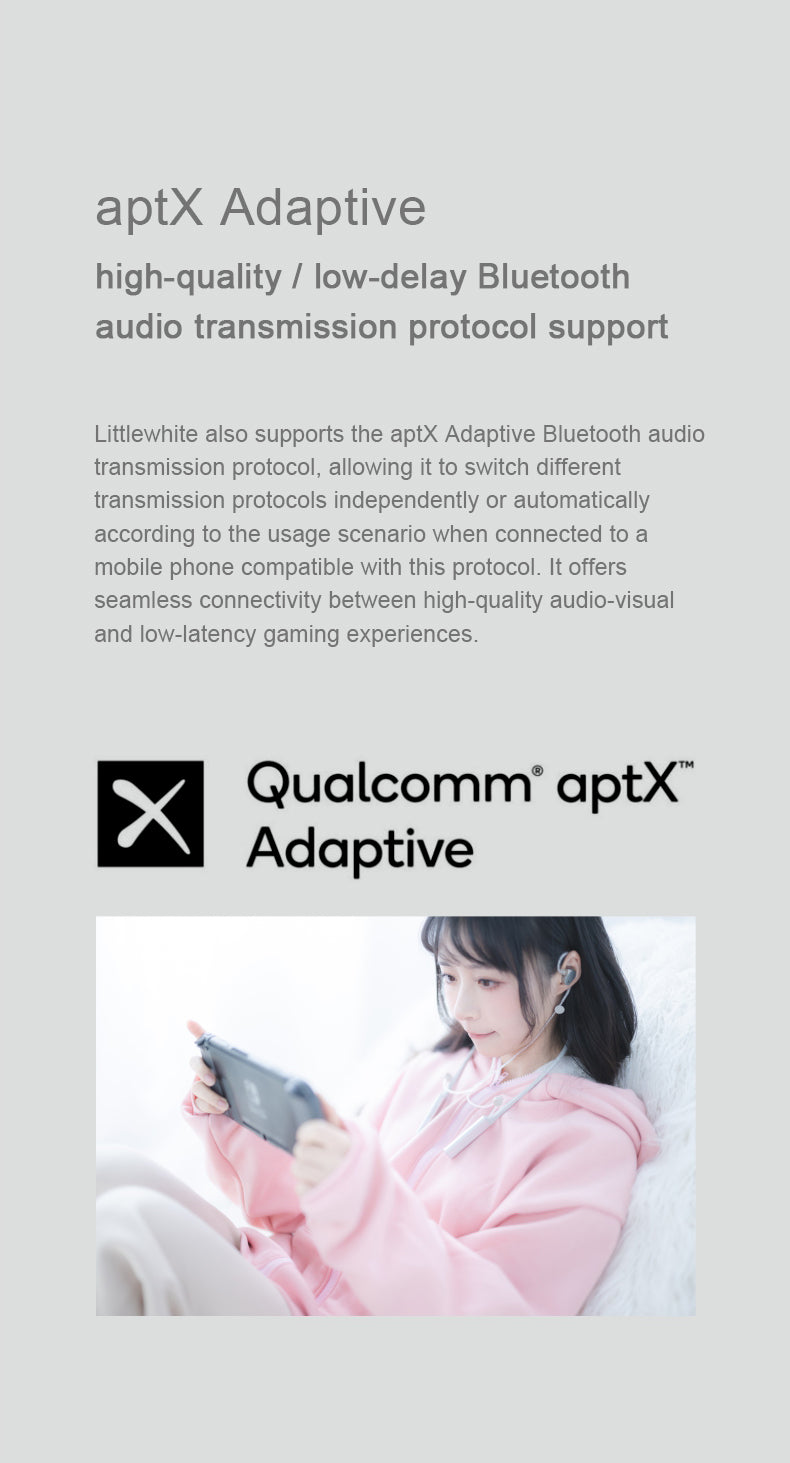 aptX Adaptive
high-quality / low-delay Bluetooth
audio transmission protocol support
Littlewhite also supports the aptX Adaptive Bluetooth audio
transmission protocol, allowing it to switch different
transmission protocols independently or automatically
according to the usage scenario when connected to a
mobile phone compatible with this protocol. It offers
seamless connectivity between high-quality audio-visual
and low-latency gaming experiences.
Qualcomm® aptX™
Adaptive